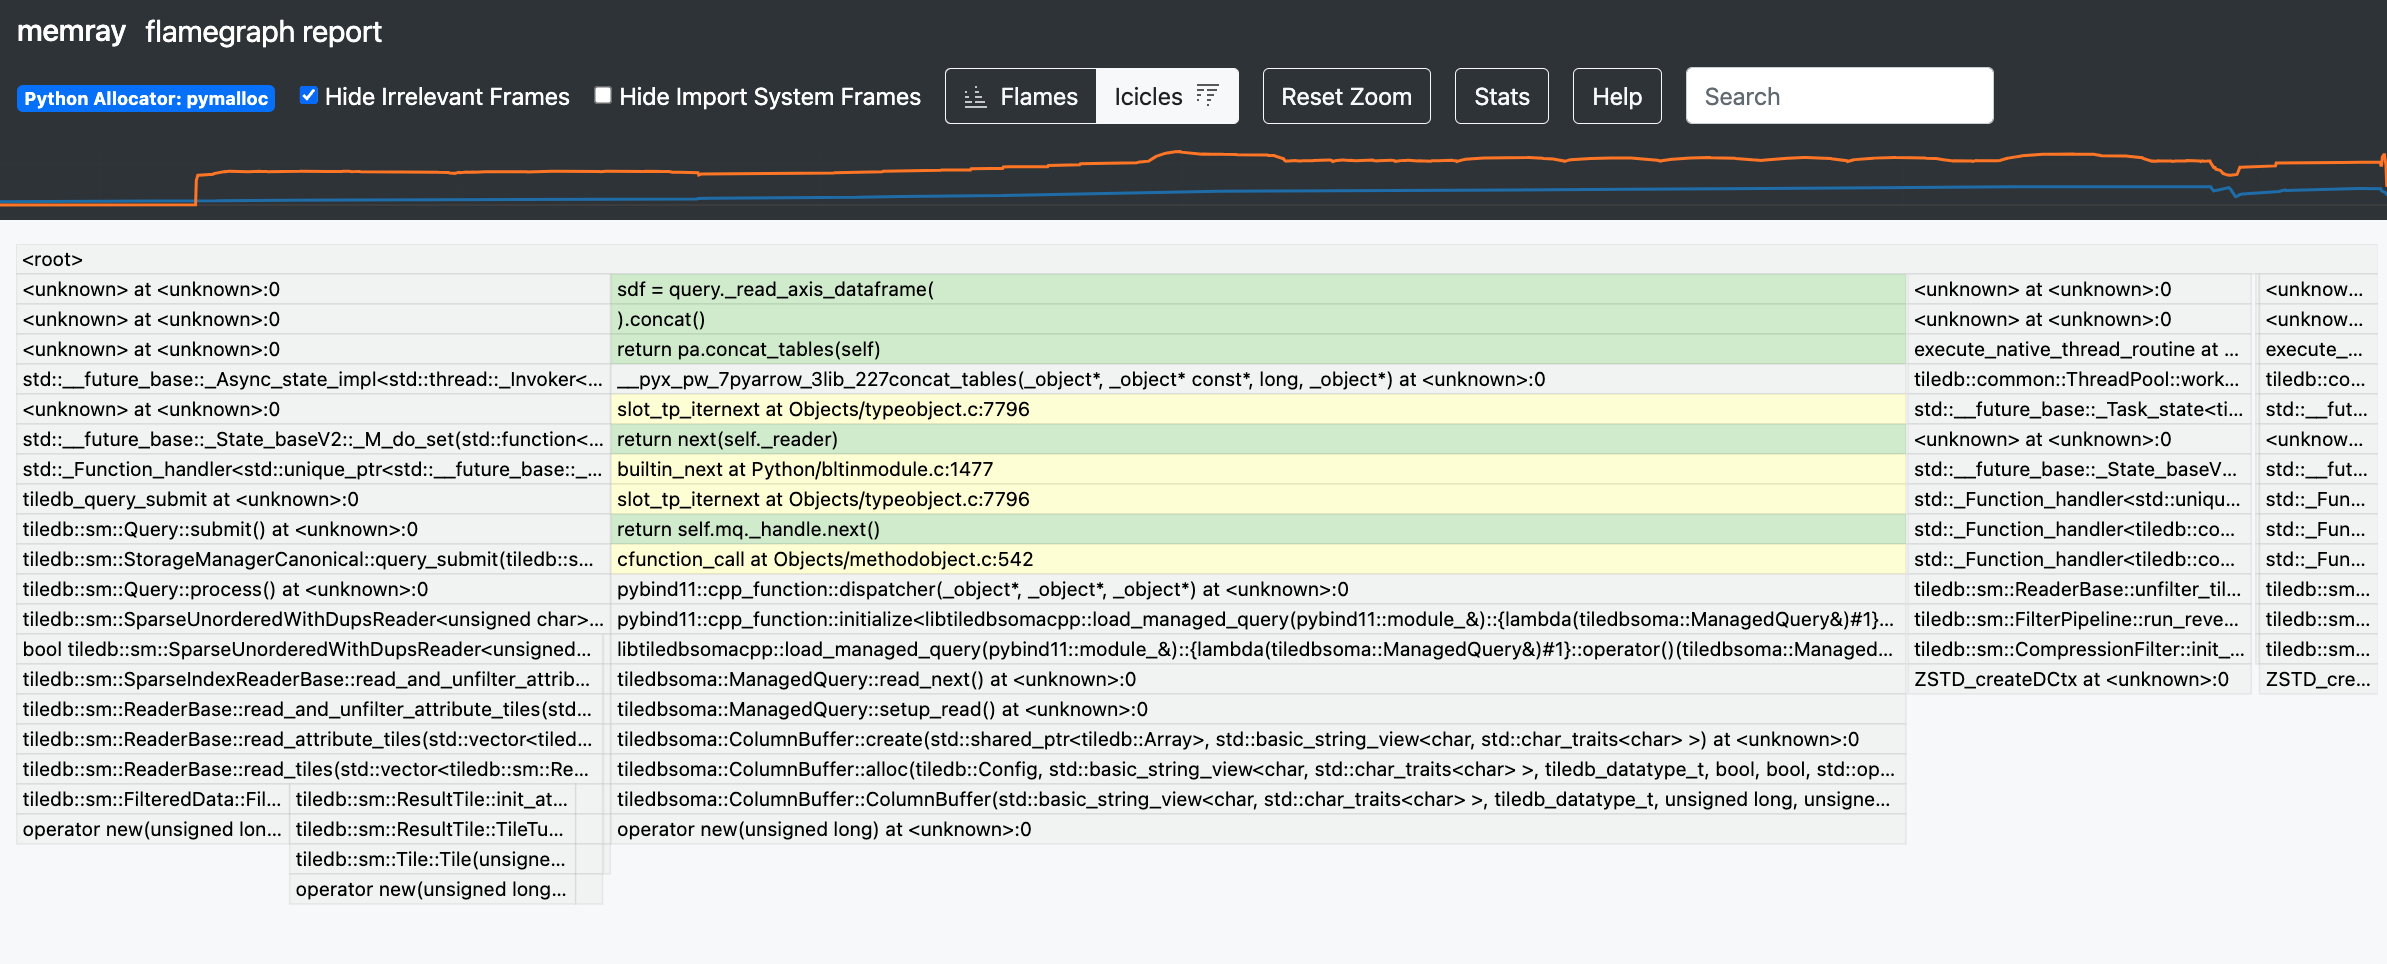 memray flamegraph report
Python Allocator: pymalloc Hide Irrelevant Frames Hide Import System Frames Flames Icicles Reset Zoom Stats Help Search
<root>
<unknown> at <unknown>:0 sdf = query._read_axis_dataframe( <unknown> at <unknown>:0 <unknow...
<unknown> at <unknown>:0 ).concat() <unknown> at <unknown>:0 <unknow...
<unknown> at <unknown>:0 return pa.concat_tables(self) execute_native_thread_routine at ... execute_...
std::__future_base::_Async_state_impl<std::thread::_Invoker<... __pyx_pw_7pyarrow_3lib_227concat_tables(_object*, _object* const*, long, _object*) at <unknown>:0 tiledb::common::ThreadPool::work... tiledb::co...
<unknown> at <unknown>:0 slot_tp_iternext at Objects/typeobject.c:7796 std::__future_base::_Task_state<ti... std::__fut...
std::__future_base::_State_baseV2::_M_do_set(std::function<... return next(self._reader) <unknown> at <unknown>:0 <unknow...
std::_Function_handler<std::unique_ptr<std::__future_base::_... builtin_next at Python/bltinmodule.c:1477 std::__future_base::_State_baseV... std::__fut...
tiledb_query_submit at <unknown>:0 slot_tp_iternext at Objects/typeobject.c:7796 std::_Function_handler<std::uniqu... std::_Fun...
tiledb::sm::Query::submit() at <unknown>:0 return self.mq._handle.next() std::_Function_handler<tiledb::co... std::_Fun...
tiledb::sm::StorageManagerCanonical::query_submit(tiledb::s... cfunction_call at Objects/methodobject.c:542 std::_Function_handler<tiledb::co... std::_Fun...
tiledb::sm::Query::process() at <unknown>:0 pybind11::cpp_function::dispatcher(_object*, _object*, _object*) at <unknown>:0 tiledb::sm::ReaderBase::unfilter_til... tiledb::sm...
tiledb::sm::SparseUnorderedWithDupsReader<unsigned char>... pybind11::cpp_function::initialize<libtiledbsomacpp::load_managed_query(pybind11::module_&)::{lambda(tiledbsoma::ManagedQuery&)#1}... tiledb::sm::FilterPipeline::run_reve... tiledb::sm...
bool tiledb::sm::SparseUnorderedWithDupsReader<unsigned... libtiledbsomacpp::load_managed_query(pybind11::module_&)::{lambda(tiledbsoma::ManagedQuery&)#1}::operator()(tiledbsoma::Managed... tiledb::sm::CompressionFilter::init_... tiledb::sm...
tiledb::sm::SparseIndexReaderBase::read_and_unfilter_attrib... tiledbsoma::ManagedQuery::read_next() at <unknown>:0 ZSTD_createDCtx at <unknown>:0 ZSTD_cre...
tiledb::sm::ReaderBase::read_and_unfilter_attribute_tiles(std... tiledbsoma::ManagedQuery::setup_read() at <unknown>:0
tiledb::sm::ReaderBase::read_attribute_tiles(std::vector<tiled... tiledbsoma::ColumnBuffer::create(std::shared_ptr<tiledb::Array>, std::basic_string_view<char, std::char_traits<char> >) at <unknown>:0
tiledb::sm::ReaderBase::read_tiles(std::vector<tiledb::sm::Re... tiledbsoma::ColumnBuffer::alloc(tiledb::Config, std::basic_string_view<char, std::char_traits<char> >, tiledb_datatype_t, bool, bool, std::op...
tiledb::sm::FilteredData::Fil... tiledb::sm::ResultTile::init_at... tiledbsoma::ColumnBuffer::ColumnBuffer(std::basic_string_view<char, std::char_traits<char> >, tiledb_datatype_t, unsigned long, unsigne...
operator new(unsigned lon... tiledb::sm::ResultTile::TileTu... operator new(unsigned long) at <unknown>:0
tiledb::sm::Tile::Tile(unsigne...
operator new(unsigned long...